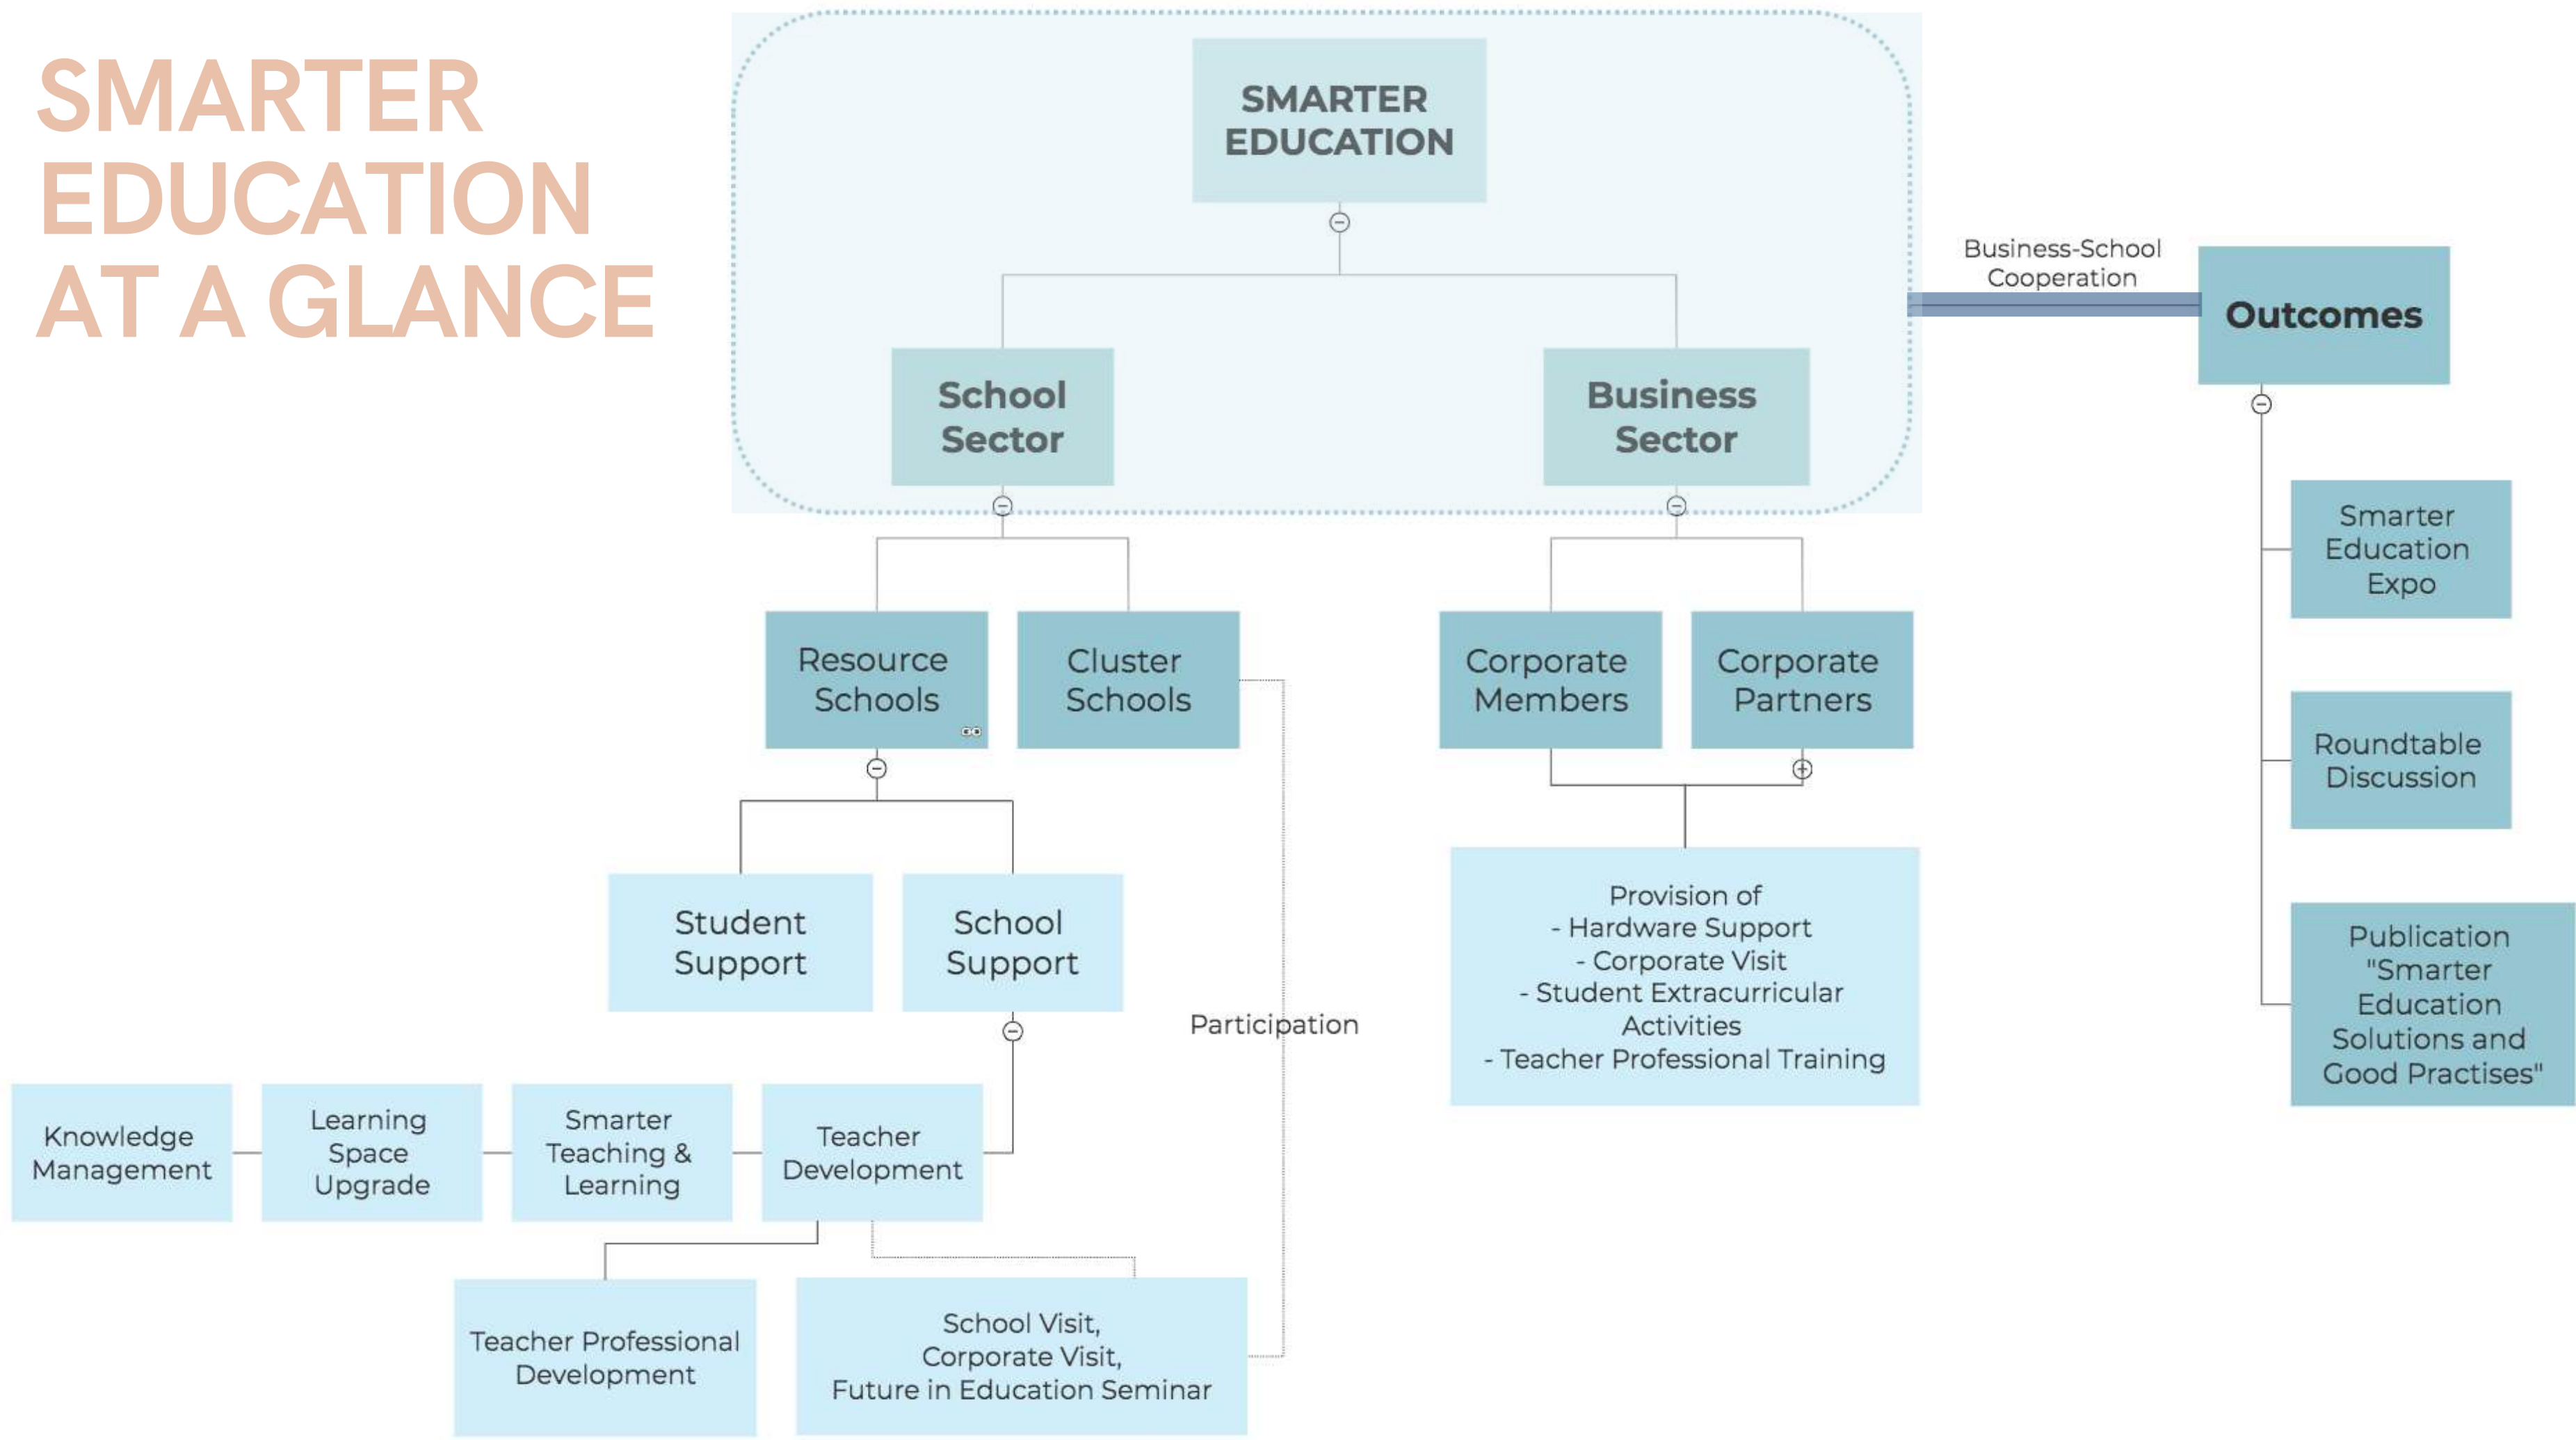 SMARTER
EDUCATION
AT A GLANCE
SMARTER
EDUCATION
Business-School
Cooperation
Outcomes
School
Sector
Business
Sector
Smarter
Education
Expo
Resource
Schools
Cluster
Schools
Corporate
Members
Corporate
Partners
Roundtable
Discussion
Student
Support
School
Support
Participation
Provision of
- Hardware Support
- Corporate Visit
- Student Extracurricular
Activities
- Teacher Professional Training
Publication
"Smarter
Education
Solutions and
Good Practises"
Knowledge
Management
Learning
Space
Upgrade
Smarter
Teaching &
Learning
Teacher
Development
Teacher Professional
Development
School Visit,
Corporate Visit,
Future in Education Seminar